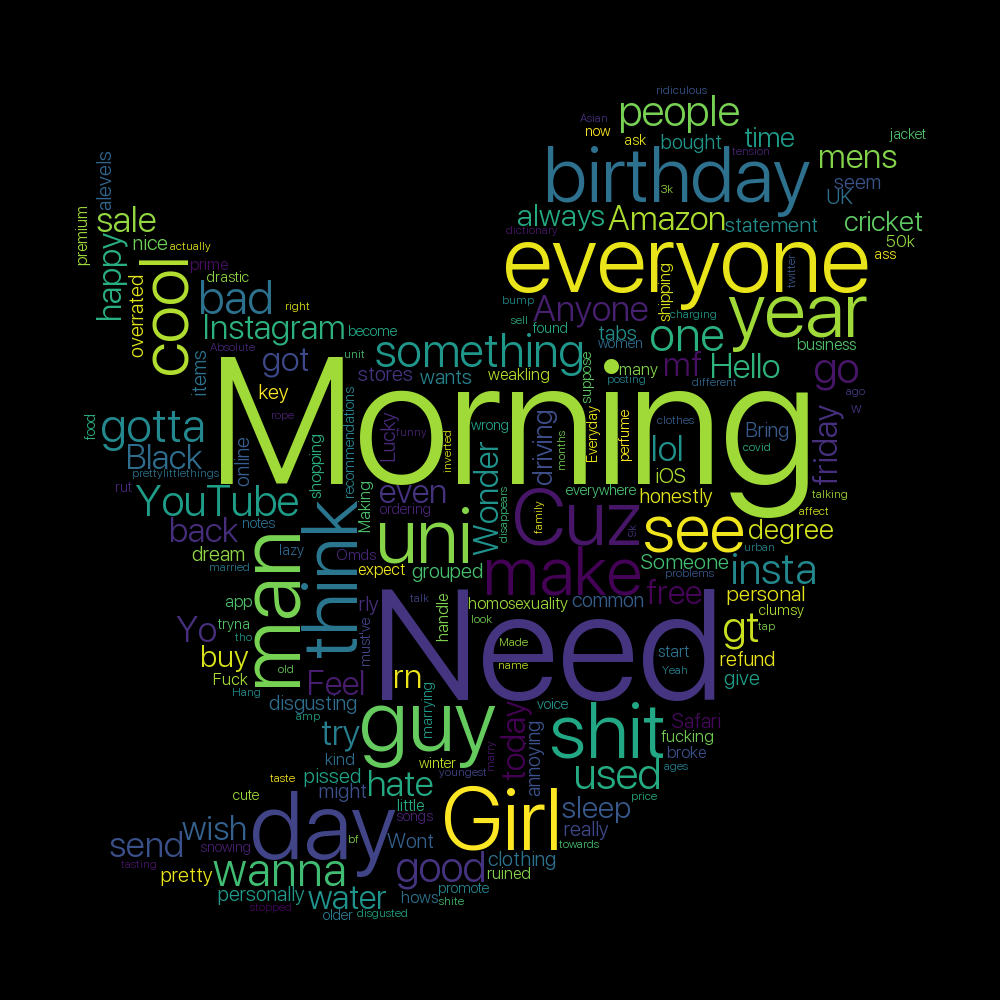 ridiculous
people
Asian
now
ask
bought
time
jacket
tension
mens
birthday
3k
seem
UK
alevels
premium
sale
nice
actually
happy
cool
prime
drastic
overrated
bad
right
always
Amazon
statement
cricket
50k
ass
dictionary
everyone
twitter
shipping
bump
Anyone
charging
year
business
sell
found
tabs
women
one
Instagram
become
something
Absolute
unit
got
items
stores
wants
weakling
suppose
many
posting
mf
Hello
different
go
ago
w
key
Morning
gotta
food
rope
recommendations
Lucky
funny
inverted
wrong
driving
months
Everyday
perfume
clothes
lol
Bring
covid
friday
Black
online
shopping
prettylittlethings
rut
YouTube
Making
even
ordering
Wonder
disappears
everywhere
iOS
honestly
talking
affect
back
notes
think
Cuz
family
9k
see
degree
dream
lazy
married
man
Omds
uni
expect
grouped
make
Someone
urban
problems
insta
app
rly
talk
homosexuality
common
free
personal
clumsy
tryna
tho
must've
handle
look
Need
tap
Yo
Made
gt
start
buy
old
name
Yeah
refund
Fuck
Feel
rn
give
Hang
disgusting
marrying
amp
guy
voice
today
Safari
try
shit
fucking
annoying
broke
kind
winter
marry
ages
taste
pissed
youngest
used
hate
might
cute
little
price
songs
day
Girl
sleep
wish
bf
Wont
really
send
snowing
towards
tasting
wanna
good
clothing
pretty
ruined
personally
water
promote
hows
shite
stopped
older
disgusted